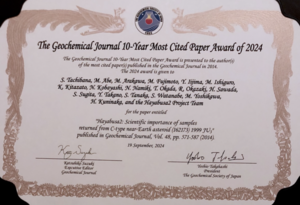 The Geochemical Journal 10-Year Most Cited Paper Award of 2024
The Geochemical Journal 10-Year Most Cited Paper Award is presented to the author(s)
of the most cited paper(s) published in the Geochemical Journal in 2014.
The 2024 award is given to
S. Tachibana, M. Abe, M. Arakawa, M. Fujimoto, Y. Iijima, M. Ishiguro,
K. Kitazato, N. Kobayashi, N. Namiki, T. Okada, R. Okazaki, H. Sawada,
S. Sugita, Y. Takano, S. Tanaka, S. Watanabe, M. Yoshikawa,
H. Kuninaka, and the Hayabusa2 Project Team
for the paper entitled
"Hayabusa2: Scientific importance of samples
returned from C-type near-Earth asteroid (162173) 1999 JU3"
published in Geochemical Journal, Vol. 48, pp. 571-587 (2014).
18 September, 2024
Katsuhiko Suzuki
Executive Editor
Geochemical Journal
Yoshio Takahashi
President
The Geochemical Society of Japan